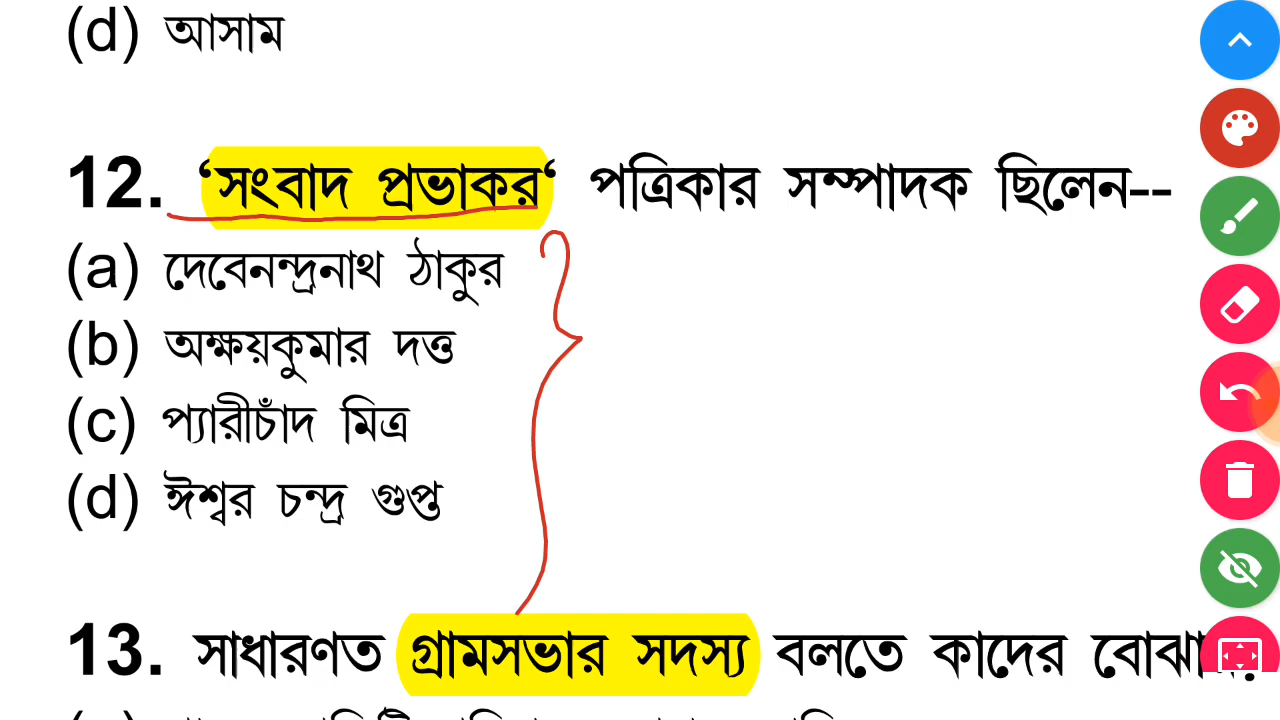 (d) আসাম
12. ‘সংবাদ প্রভাকর‘ পত্রিকার সম্পাদক ছিলেন--
(a) দেবেনন্দ্রনাথ ঠাকুর
(b) অক্ষয়কুমার দত্ত
(c) প্যারীচাঁদ মিত্র
(d) ঈশ্বর চন্দ্র গুপ্ত
13. সাধারণত গ্রামসভার সদস্য বলতে কাদের